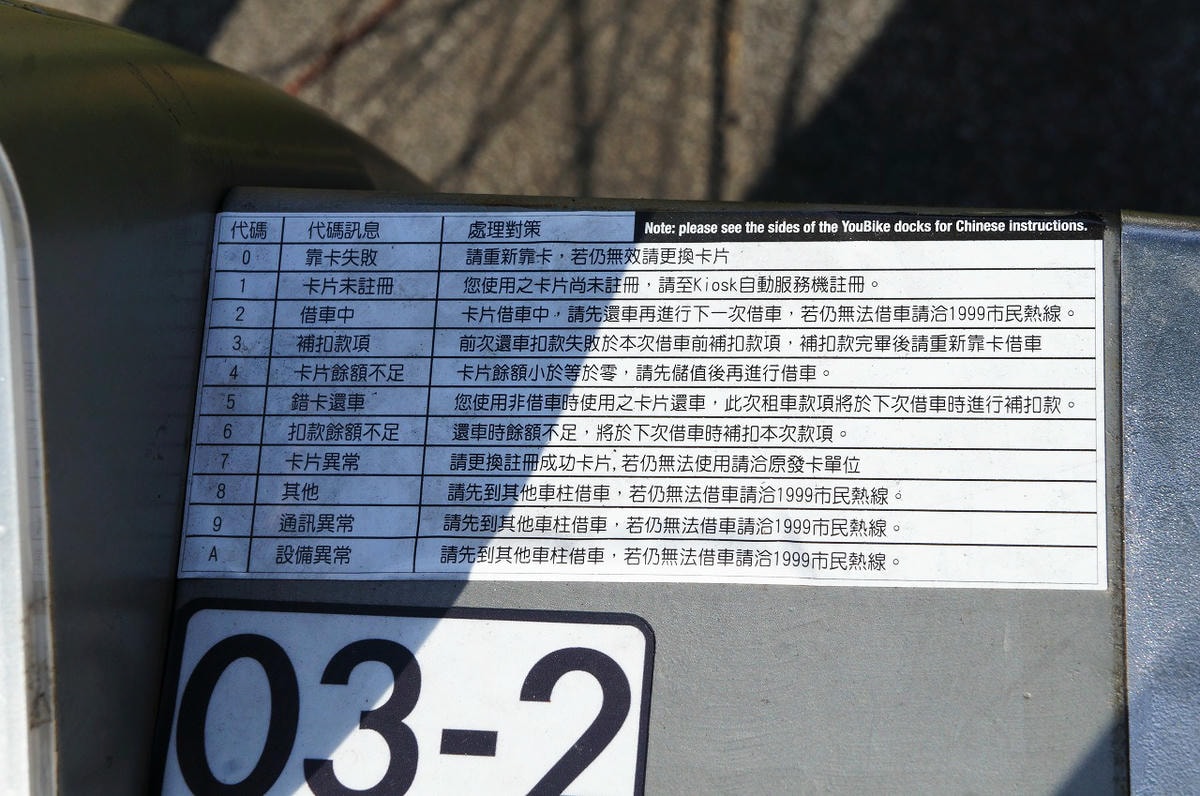 代碼 代碼訊息 處理對策 Note: please see the sides of the YouBike docks for Chinese instructions.
0 靠卡失敗 請重新靠卡，若仍無效請更換卡片
1 卡片未註冊 您使用之卡片尚未註冊，請至Kiosk自動服務機註冊。
2 借車中 卡片借車中，請先還車再進行下一次借車，若仍無法借車請洽1999市民熱線。
3 補扣款項 前次還車扣款失敗於本次借車前補扣款項，補扣款完畢後請重新靠卡借車
4 卡片餘額不足 卡片餘額小於等於零，請先儲值後再進行借車。
5 錯卡還車 您使用非借車時使用之卡片還車，此次租車款項將於下次借車時進行補扣款。
6 扣款餘額不足 還車時餘額不足，將於下次借車時補扣本次款項。
7 卡片異常 請更換註冊成功卡片,若仍無法使用請洽原發卡單位
8 其他 請先到其他車柱借車，若仍無法借車請洽1999市民熱線。
9 通訊異常 請先到其他車柱借車，若仍無法借車請洽1999市民熱線。
A 設備異常 請先到其他車柱借車，若仍無法借車請洽1999市民熱線。
03-2